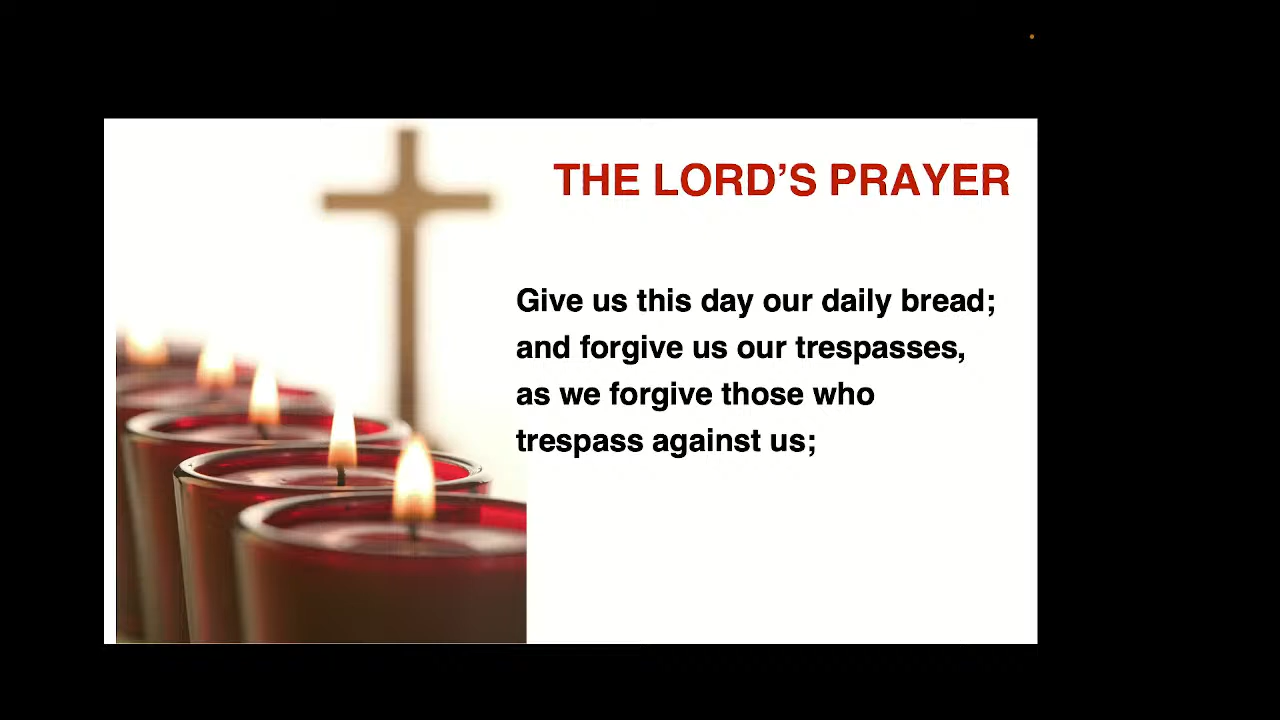 THE LORD’S PRAYER
Give us this day our daily bread;
and forgive us our trespasses,
as we forgive those who
trespass against us;